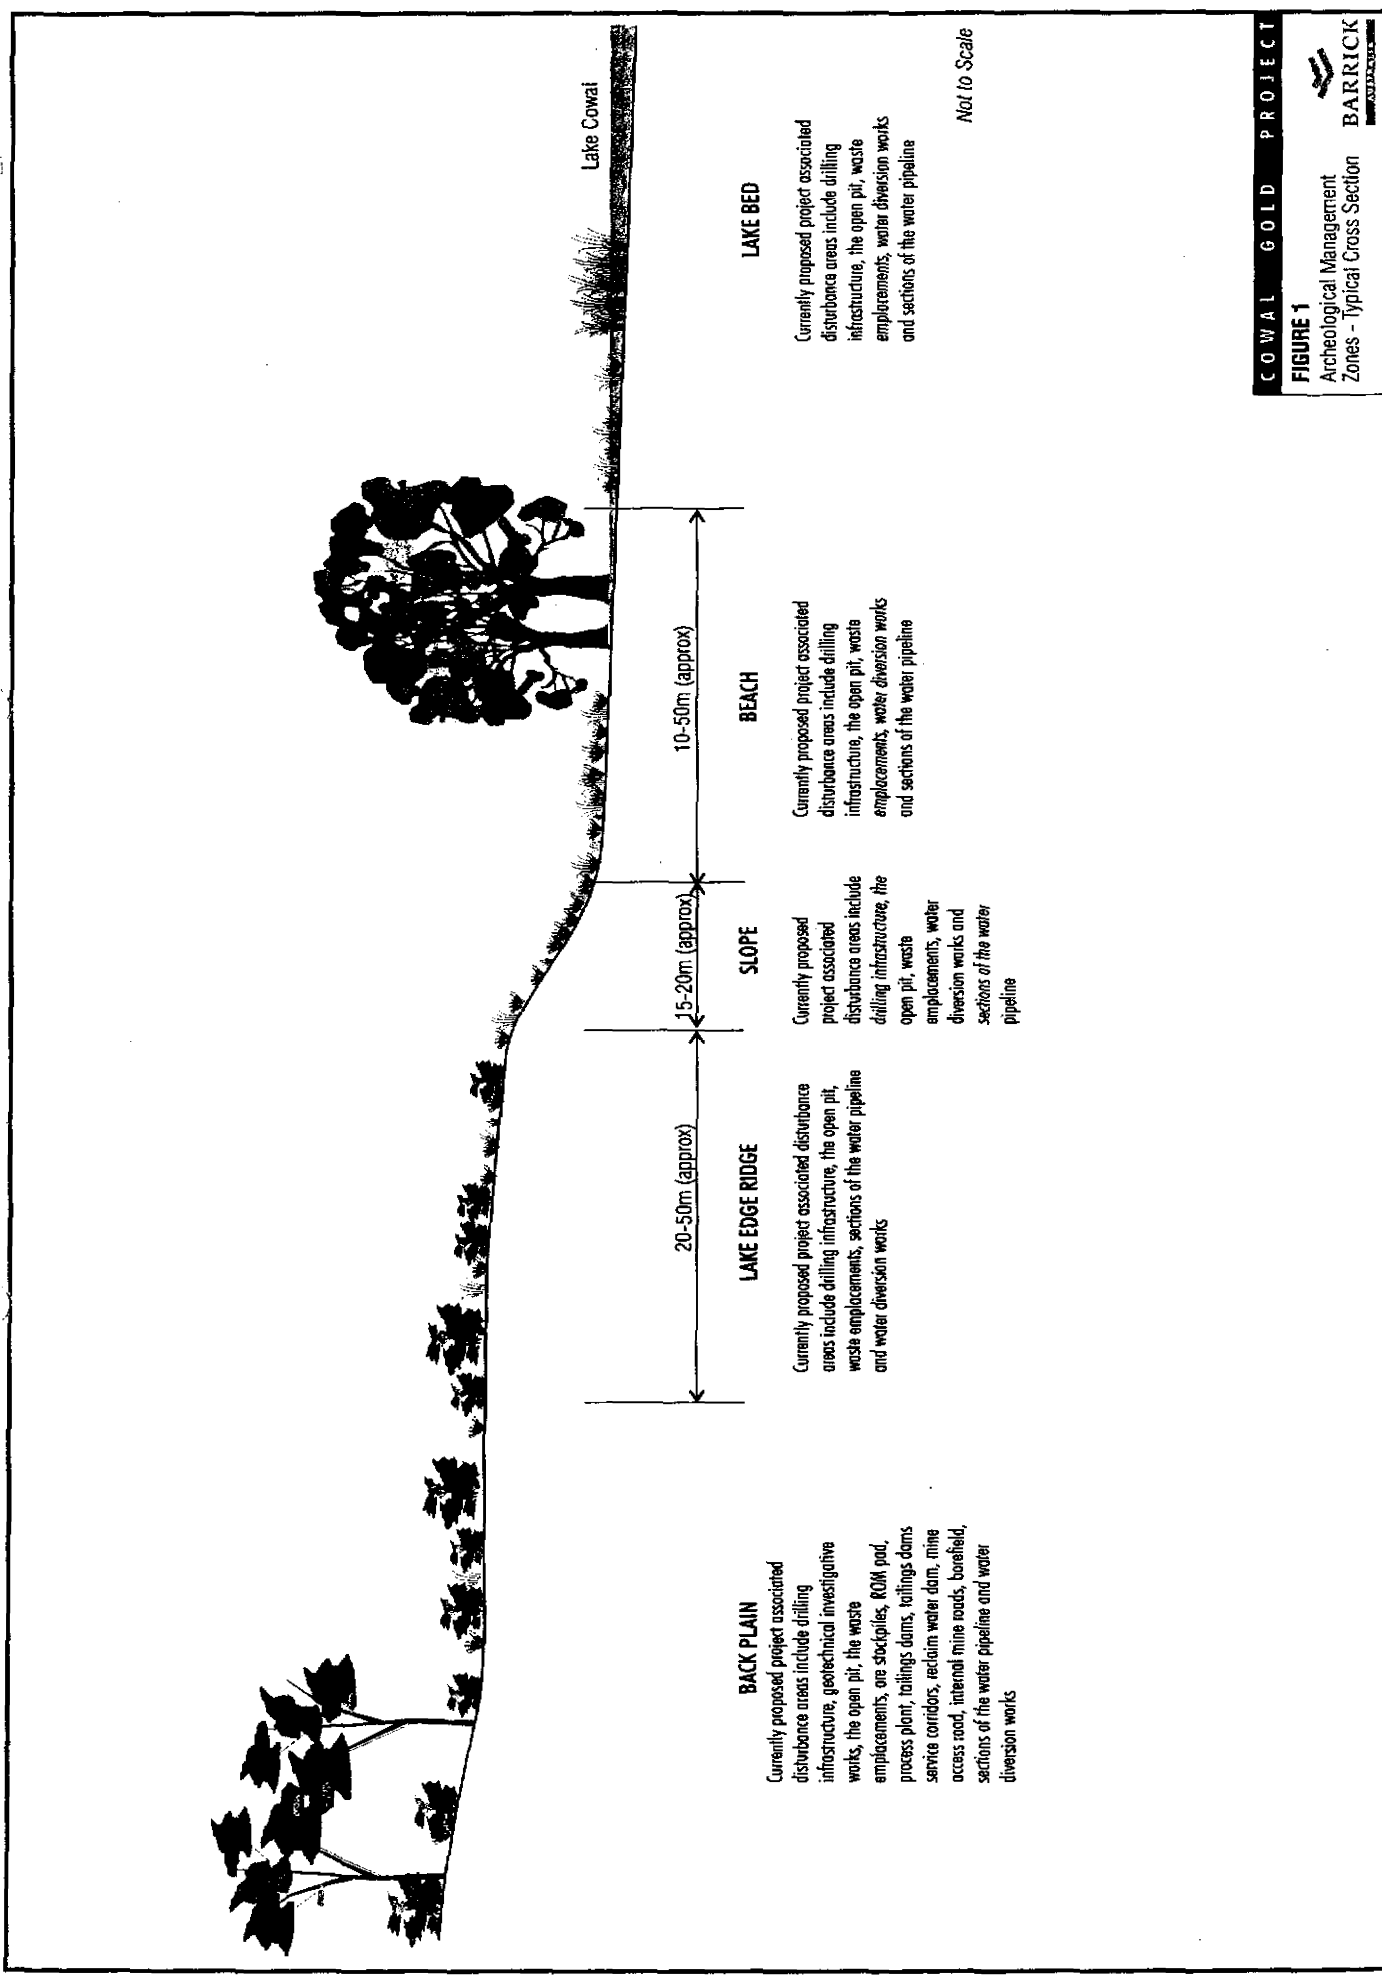 Lake Cowal
20-50m (approx)
15-20m (approx)
10-50m (approx)
BACK PLAIN
Currently proposed project associated
disturbance areas include drilling
infrastructure, geotechnical investigative
works, the open pit, the waste
emplacements, ore stockpiles, ROM pad,
process plant, tailings dams, tailings dams
service corridors, reclaim water dam, mine
access road, internal mine roads, borefield,
sections of the water pipeline and water
diversion works
LAKE EDGE RIDGE
Currently proposed project associated disturbance
areas include drilling infrastructure, the open pit,
waste emplacements, sections of the water pipeline
and water diversion works
SLOPE
Currently proposed
project associated
disturbance areas include
drilling infrastructure, the
open pit, waste
emplacements, water
diversion works and
sections of the water
pipeline
BEACH
Currently proposed project associated
disturbance areas include drilling
infrastructure, the open pit, waste
emplacements, water diversion works
and sections of the water pipeline
LAKE BED
Currently proposed project associated
disturbance areas include drilling
infrastructure, the open pit, waste
emplacements, water diversion works
and sections of the water pipeline
Not to Scale
COWAL GOLD PROJECT
FIGURE 1
Archeological Management
Zones - Typical Cross Section
BARRICK